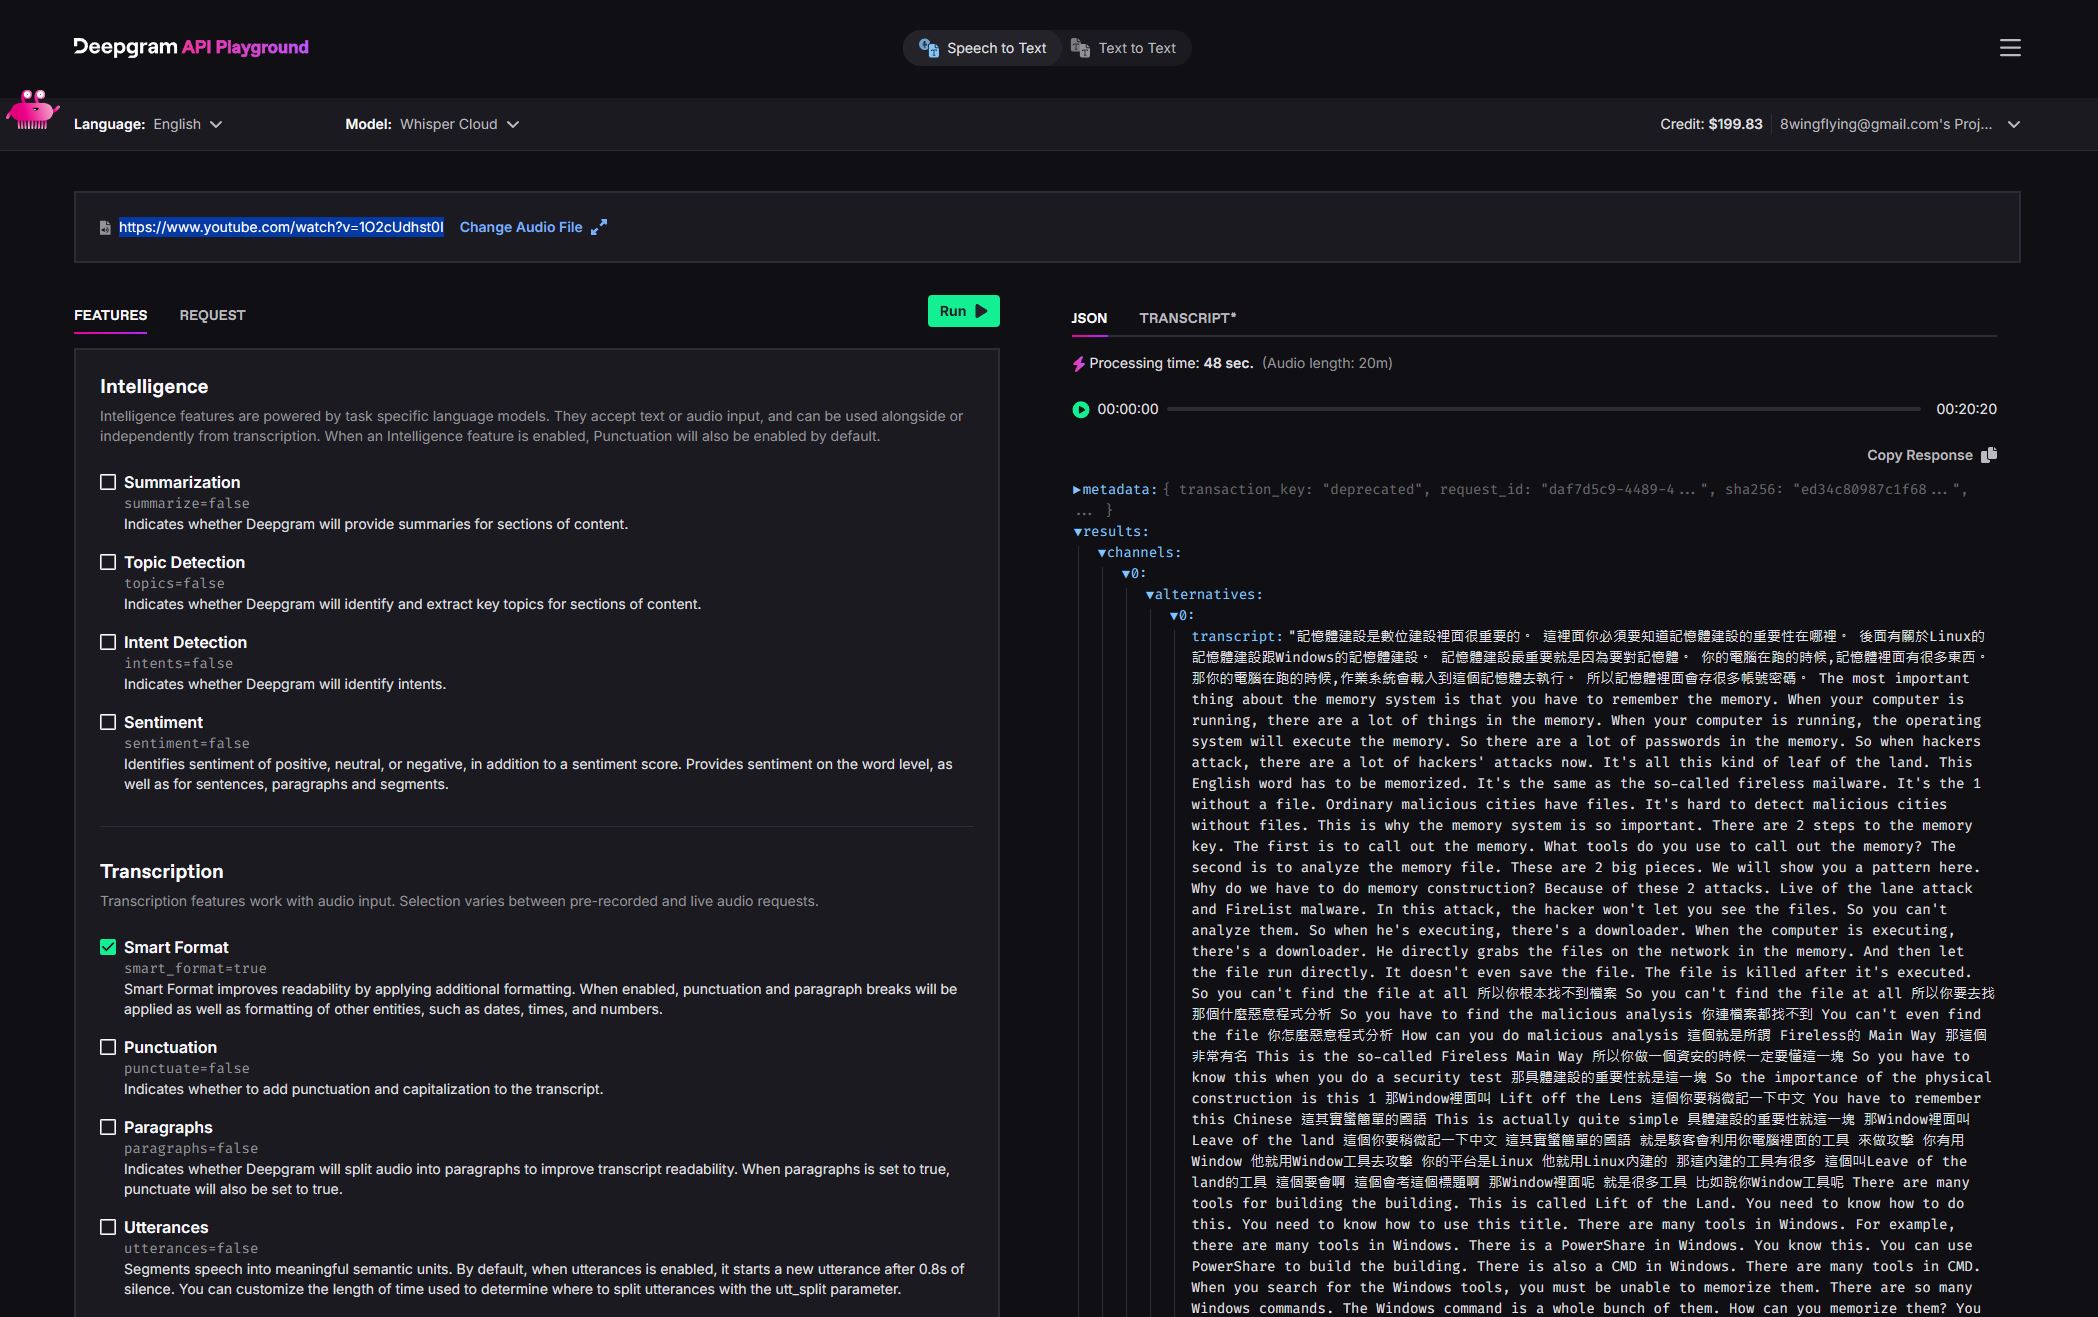 Deepgram API Playground
Speech to Text
Text to Text
Language: English
Model: Whisper Cloud
Credit: $199.83
8wingflying@gmail.com's Proj...
https://www.youtube.com/watch?v=1O2cUdhst0I
Change Audio File
FEATURES
REQUEST
Run
Intelligence
Intelligence features are powered by task specific language models. They accept text or audio input, and can be used alongside or
independently from transcription. When an Intelligence feature is enabled, Punctuation will also be enabled by default.
Summarization
summarize=false
Indicates whether Deepgram will provide summaries for sections of content.
Topic Detection
topics=false
Indicates whether Deepgram will identify and extract key topics for sections of content.
Intent Detection
intents=false
Indicates whether Deepgram will identify intents.
Sentiment
sentiment=false
Identifies sentiment of positive, neutral, or negative, in addition to a sentiment score. Provides sentiment on the word level, as
well as for sentences, paragraphs and segments.
Transcription
Transcription features work with audio input. Selection varies between pre-recorded and live audio requests.
Smart Format
smart_format=true
Smart Format improves readability by applying additional formatting. When enabled, punctuation and paragraph breaks will be
applied as well as formatting of other entities, such as dates, times, and numbers.
Punctuation
punctuate=false
Indicates whether to add punctuation and capitalization to the transcript.
Paragraphs
paragraphs=false
Indicates whether Deepgram will split audio into paragraphs to improve transcript readability. When paragraphs is set to true,
punctuate will also be set to true.
Utterances
utterances=false
Segments speech into meaningful semantic units. By default, when utterances is enabled, it starts a new utterance after 0.8s of
silence. You can customize the length of time used to determine where to split utterances with the utt_split parameter.
JSON
TRANSCRIPT*
Processing time: 48 sec. (Audio length: 20m)
00:00:00
00:20:20
Copy Response
metadata: { transaction_key: "deprecated", request_id: "daf7d5c9-4489-4...", sha256: "ed34c80987c1f68...",
... }
results:
channels:
0:
alternatives:
0:
transcript: "記憶體建設是數位建設裡面很重要的。 這裡面你必須要知道記憶體建設的重要性在哪裡。 後面有關於Linux的
記憶體建設跟Windows的記憶體建設。 記憶體建設最重要就是因為要對記憶體。 你的電腦在跑的時候,記憶體裡面有很多東西。
那你的電腦在跑的時候,作業系統會載入到這個記憶體去執行。 所以記憶體裡面會存很多帳號密碼。 The most important
thing about the memory system is that you have to remember the memory. When your computer is
running, there are a lot of things in the memory. When your computer is running, the operating
system will execute the memory. So there are a lot of passwords in the memory. So when hackers
attack, there are a lot of hackers' attacks now. It's all this kind of leaf of the land. This
English word has to be memorized. It's the same as the so-called fireless mailware. It's the 1
without a file. Ordinary malicious cities have files. It's hard to detect malicious cities
without files. This is why the memory system is so important. There are 2 steps to the memory
key. The first is to call out the memory. What tools do you use to call out the memory? The
second is to analyze the memory file. These are 2 big pieces. We will show you a pattern here.
Why do we have to do memory construction? Because of these 2 attacks. Live of the lane attack
and FireList malware. In this attack, the hacker won't let you see the files. So you can't
analyze them. So when he's executing, there's a downloader. When the computer is executing,
there's a downloader. He directly grabs the files on the network in the memory. And then let
the file run directly. It doesn't even save the file. The file is killed after it's executed.
So you can't find the file at all 所以你根本找不到檔案 So you can't find the file at all 所以你要去找
那個什麼惡意程式分析 So you have to find the malicious analysis 你連檔案都找不到 You can't even find
the file 你怎麼惡意程式分析 How can you do malicious analysis 這個就是所謂 Fireless的 Main Way 那這個
非常有名 This is the so-called Fireless Main Way 所以你做一個資安的時候一定要懂這一塊 So you have to
know this when you do a security test 那具體建設的重要性就是這一塊 So the importance of the physical
construction is this 1 那Window裡面叫 Lift off the Lens 這個你要稍微記一下中文 You have to remember
this Chinese 這其實蠻簡單的國語 This is actually quite simple 具體建設的重要性就這一塊 那Window裡面叫
Leave of the land 這個你要稍微記一下中文 這其實蠻簡單的國語 就是駭客會利用你電腦裡面的工具 來做攻擊 你有用
Window 他就用Window工具去攻擊 你的平台是Linux 他就用Linux內建的 那這內建的工具有很多 這個叫Leave of the
land的工具 這個要會啊 這個會考這個標題啊 那Window裡面呢 就是很多工具 比如說你Window工具呢 There are many
tools for building the building. This is called Lift of the Land. You need to know how to do
this. You need to know how to use this title. There are many tools in Windows. For example,
there are many tools in Windows. There is a PowerShare in Windows. You know this. You can use
PowerShare to build the building. There is also a CMD in Windows. There are many tools in CMD.
When you search for the Windows tools, you must be unable to memorize them. There are so many
Windows commands. The Windows command is a whole bunch of them. How can you memorize them? You